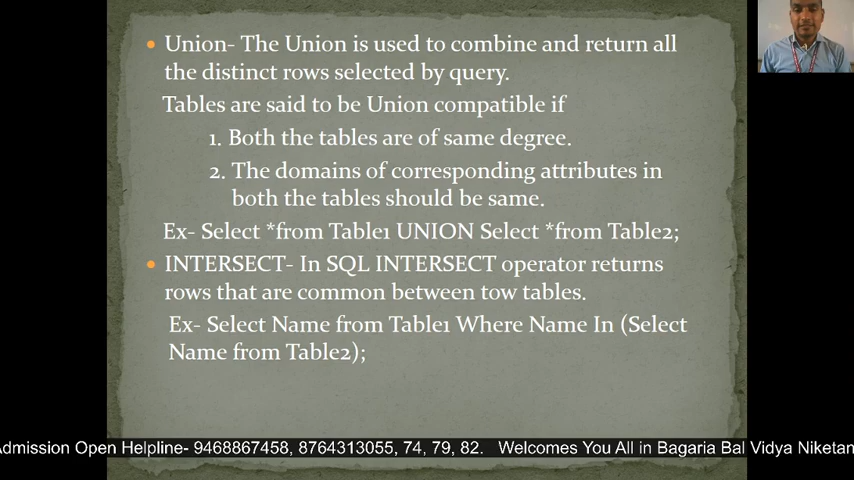 Union- The Union is used to combine and return all
the distinct rows selected by query.
Tables are said to be Union compatible if
1. Both the tables are of same degree.
2. The domains of corresponding attributes in
both the tables should be same.
Ex- Select *from Table1 UNION Select *from Table2;
INTERSECT- In SQL INTERSECT operator returns
rows that are common between tow tables.
Ex- Select Name from Table1 Where Name In (Select
Name from Table2);
Admission Open Helpline- 9468867458, 8764313055, 74, 79, 82. Welcomes You All in Bagaria Bal Vidya Niketan